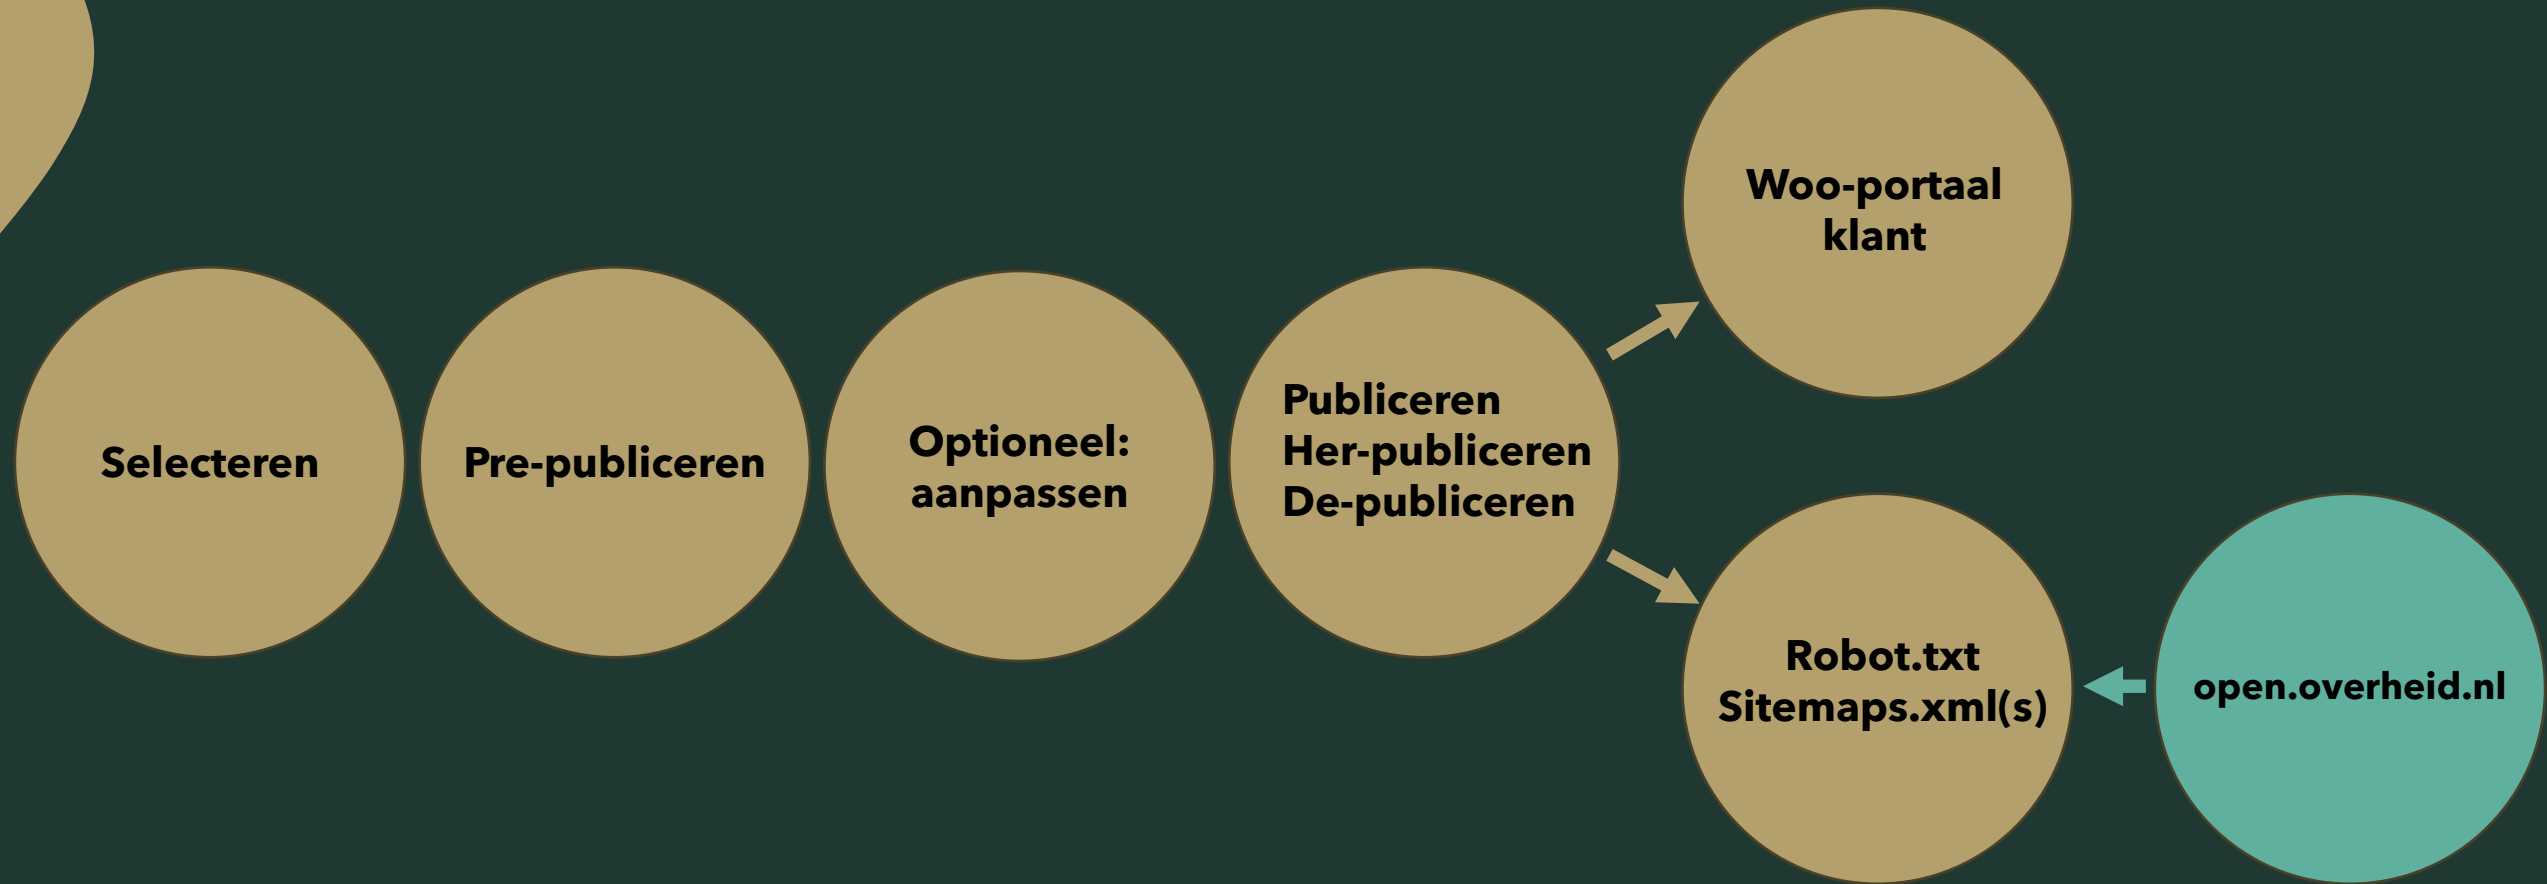 Selecteren
Pre-publiceren
Optioneel:
aanpassen
Publiceren
Her-publiceren
De-publiceren
Woo-portaal
klant
Robot.txt
Sitemaps.xml(s)
open.overheid.nl